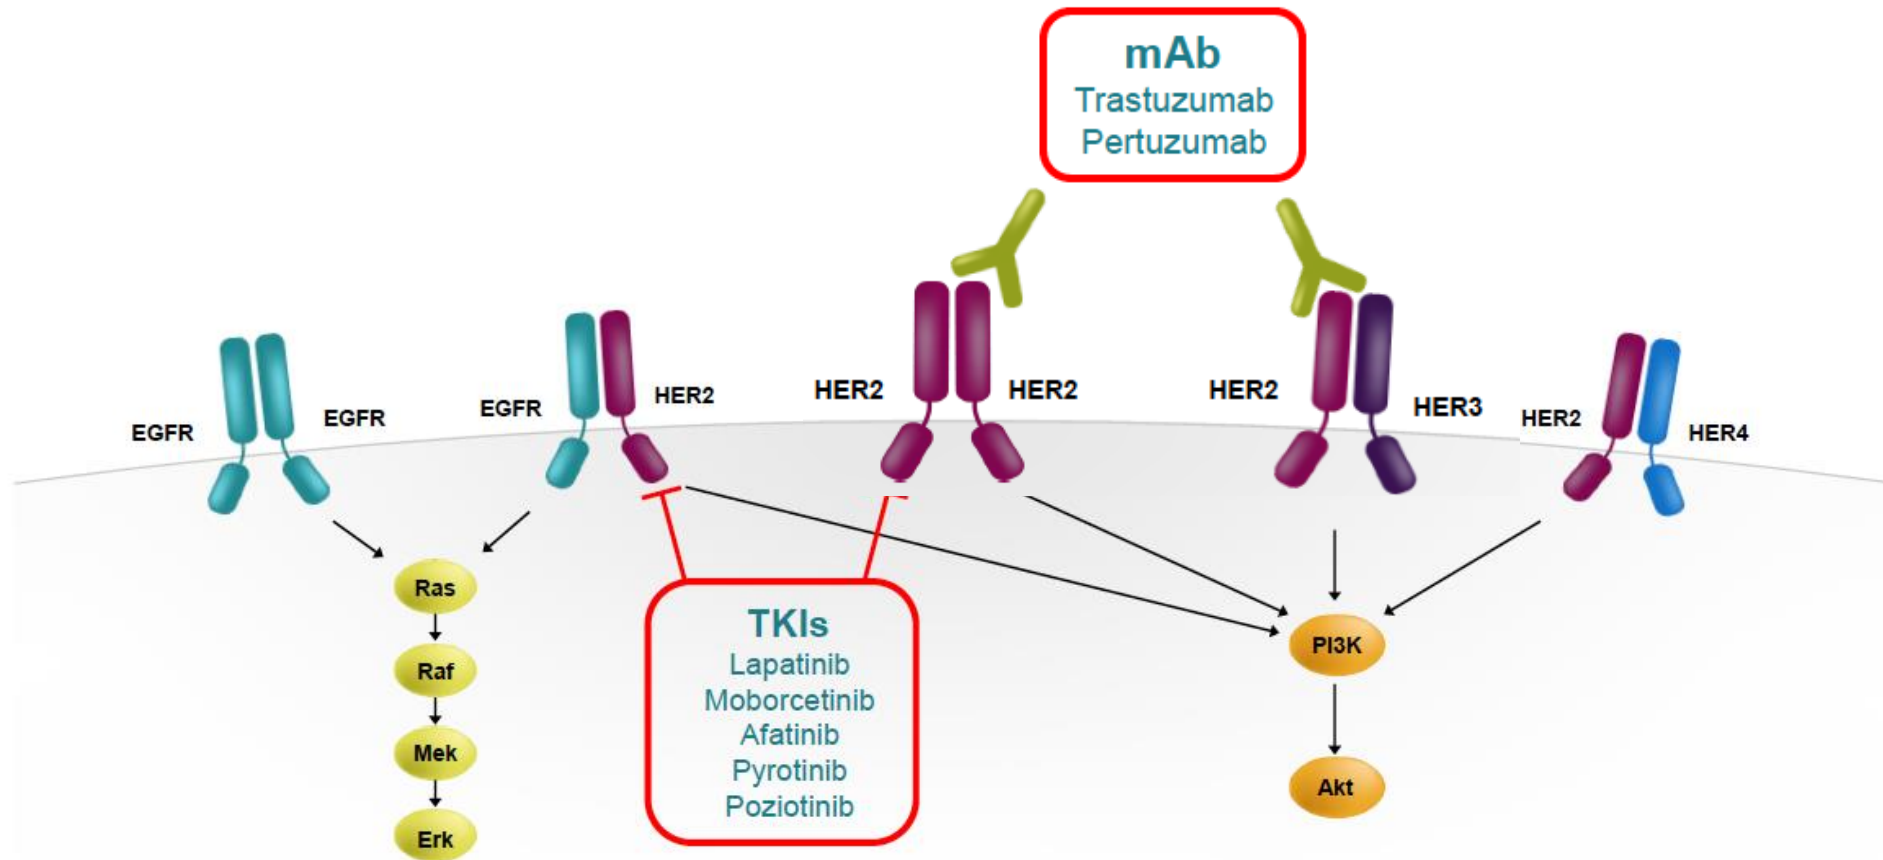 mAb
Trastuzumab
Pertuzumab
EGFR
EGFR
EGFR
HER2
HER2
HER2
HER2
HER3
HER2
HER4
Ras
Raf
Mek
Erk
TKIs
Lapatinib
Moborcetinib
Afatinib
Pyrotinib
Poziotinib
PI3K
Akt